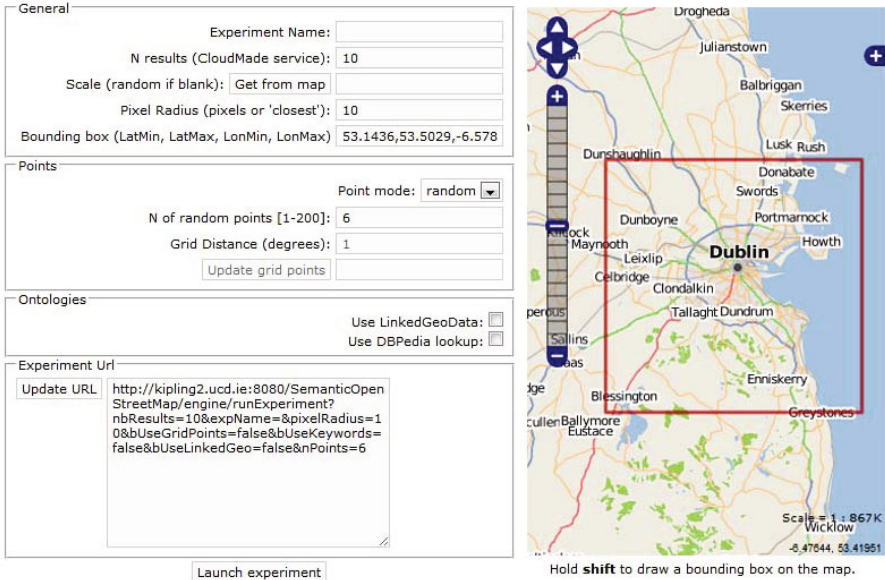 General
Experiment Name:
N results (CloudMade service): 10
Scale (random if blank): Get from map
Pixel Radius (pixels or 'closest'): 10
Bounding box (LatMin, LatMax, LonMin, LonMax) 53.1436,53.5029,-6.578
Points
Point mode: random
N of random points [1-200]: 6
Grid Distance (degrees): 1
Update grid points
Ontologies
Use LinkedGeoData:
Use DBPedia lookup:
Experiment Url
Update URL
http://kipling2.ucd.ie:8080/SemanticOpen
StreetMap/engine/runExperiment?
nbResults=10&expName=&pixelRadius=1
0&bUseGridPoints=false&bUseKeywords=
false&bUseLinkedGeo=false&nPoints=6
Launch experiment
Drogheda
Julianstown
Balbriggan
Skerries
Lusk Rush
Dunshaughlin
Donabate
Swords
Dunboyne
Portmarnock
Maynooth
Howth
Leixlip
Dublin
Celbridge
Clondalkin
Tallaght Dundrum
Sallins
Enniskerry
Blessington
Greystones
Ballymore
Eustace
Scale = 1 : 867K
Wicklow
-6.47644, 53.41951
Hold shift to draw a bounding box on the map.